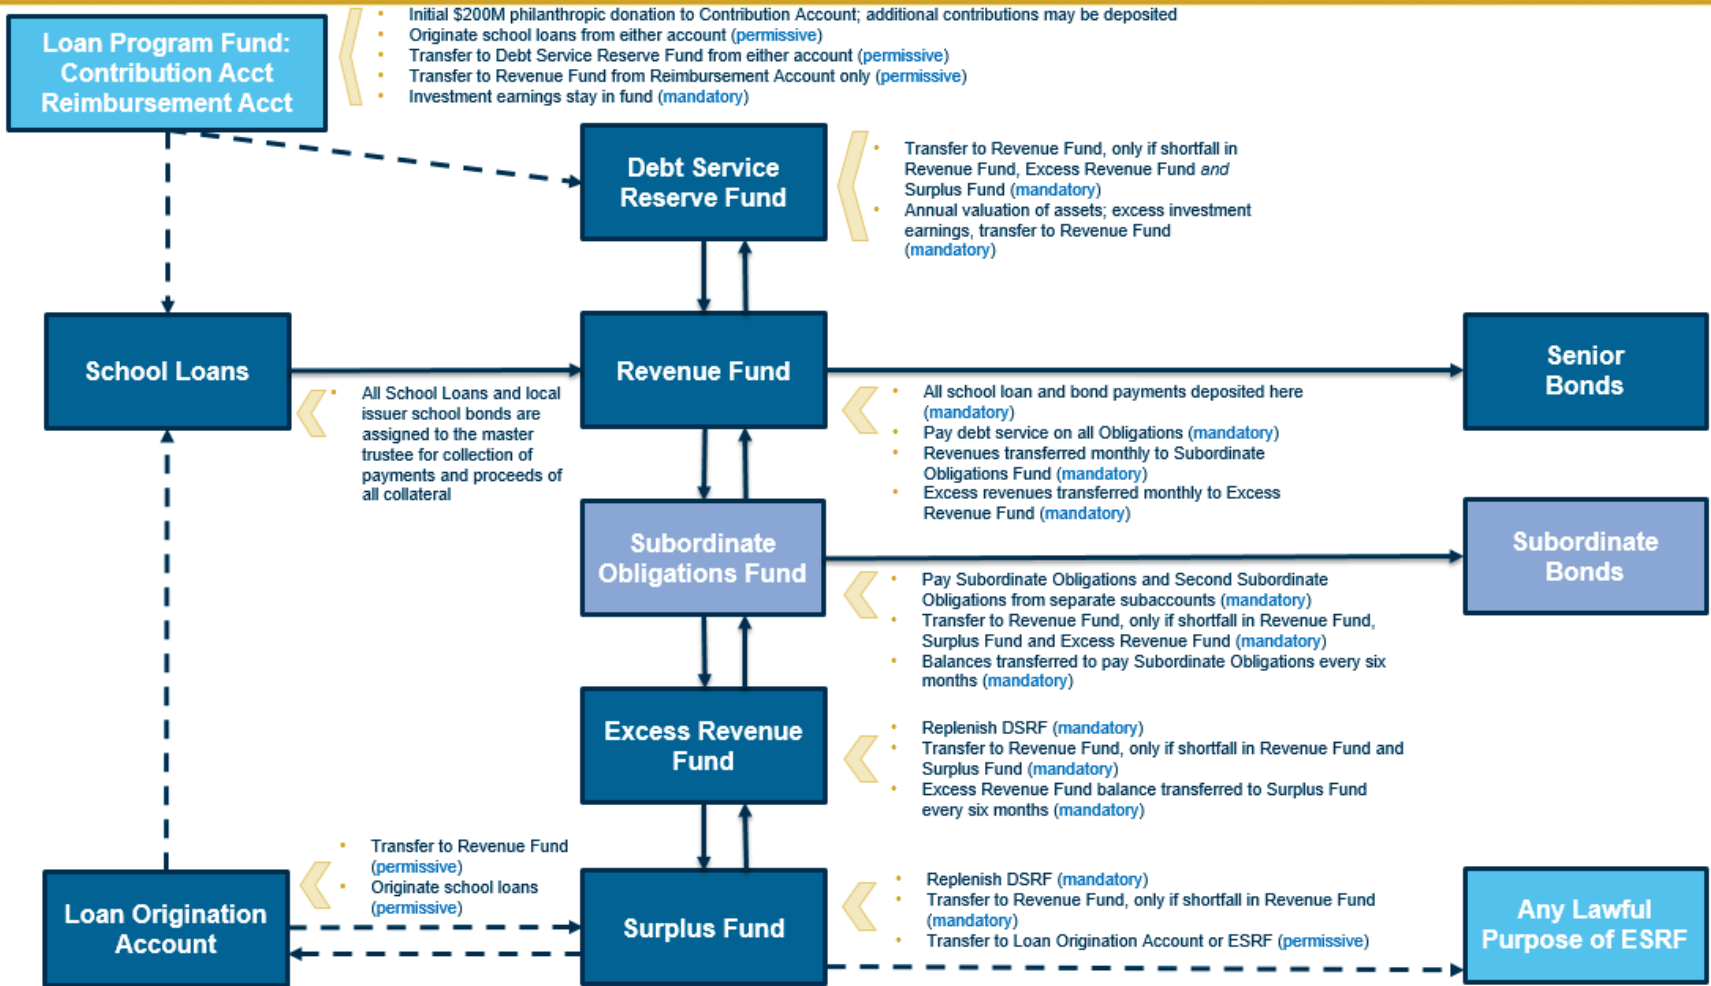 Loan Program Fund:
Contribution Acct
Reimbursement Acct
• Initial $200M philanthropic donation to Contribution Account; additional contributions may be deposited
• Originate school loans from either account (permissive)
• Transfer to Debt Service Reserve Fund from either account (permissive)
• Transfer to Revenue Fund from Reimbursement Account only (permissive)
• Investment earnings stay in fund (mandatory)
Debt Service
Reserve Fund
• Transfer to Revenue Fund, only if shortfall in
Revenue Fund, Excess Revenue Fund and
Surplus Fund (mandatory)
• Annual valuation of assets; excess investment
earnings, transfer to Revenue Fund
(mandatory)
School Loans
• All School Loans and local
issuer school bonds are
assigned to the master
trustee for collection of
payments and proceeds of
all collateral
Revenue Fund
• All school loan and bond payments deposited here
(mandatory)
• Pay debt service on all Obligations (mandatory)
• Revenues transferred monthly to Subordinate
Obligations Fund (mandatory)
• Excess revenues transferred monthly to Excess
Revenue Fund (mandatory)
Senior
Bonds
Subordinate
Obligations Fund
• Pay Subordinate Obligations and Second Subordinate
Obligations from separate subaccounts (mandatory)
• Transfer to Revenue Fund, only if shortfall in Revenue Fund,
Surplus Fund and Excess Revenue Fund (mandatory)
• Balances transferred to pay Subordinate Obligations every six
months (mandatory)
Subordinate
Bonds
Excess Revenue
Fund
• Replenish DSRF (mandatory)
• Transfer to Revenue Fund, only if shortfall in Revenue Fund and
Surplus Fund (mandatory)
• Excess Revenue Fund balance transferred to Surplus Fund
every six months (mandatory)
Loan Origination
Account
• Transfer to Revenue Fund
(permissive)
• Originate school loans
(permissive)
Surplus Fund
• Replenish DSRF (mandatory)
• Transfer to Revenue Fund, only if shortfall in Revenue Fund
(mandatory)
• Transfer to Loan Origination Account or ESRF (permissive)
Any Lawful
Purpose of ESRF